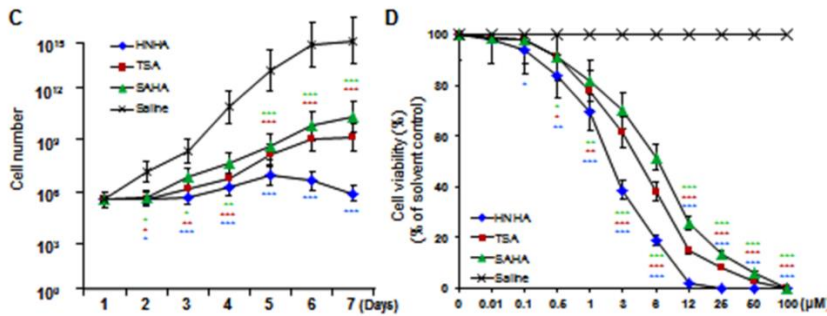 C
HNHA
TSA
SAHA
Saline
Cell number
10¹⁵
10¹²
10⁹
10⁶
10³
10⁰
1 2 3 4 5 6 7 (Days)
D
Cell viability (%)
(% of solvent control)
100
80
60
40
20
0
HNHA
TSA
SAHA
Saline
0 0.01 0.1 0.6 1 3 6 12 26 60 100 (μM)